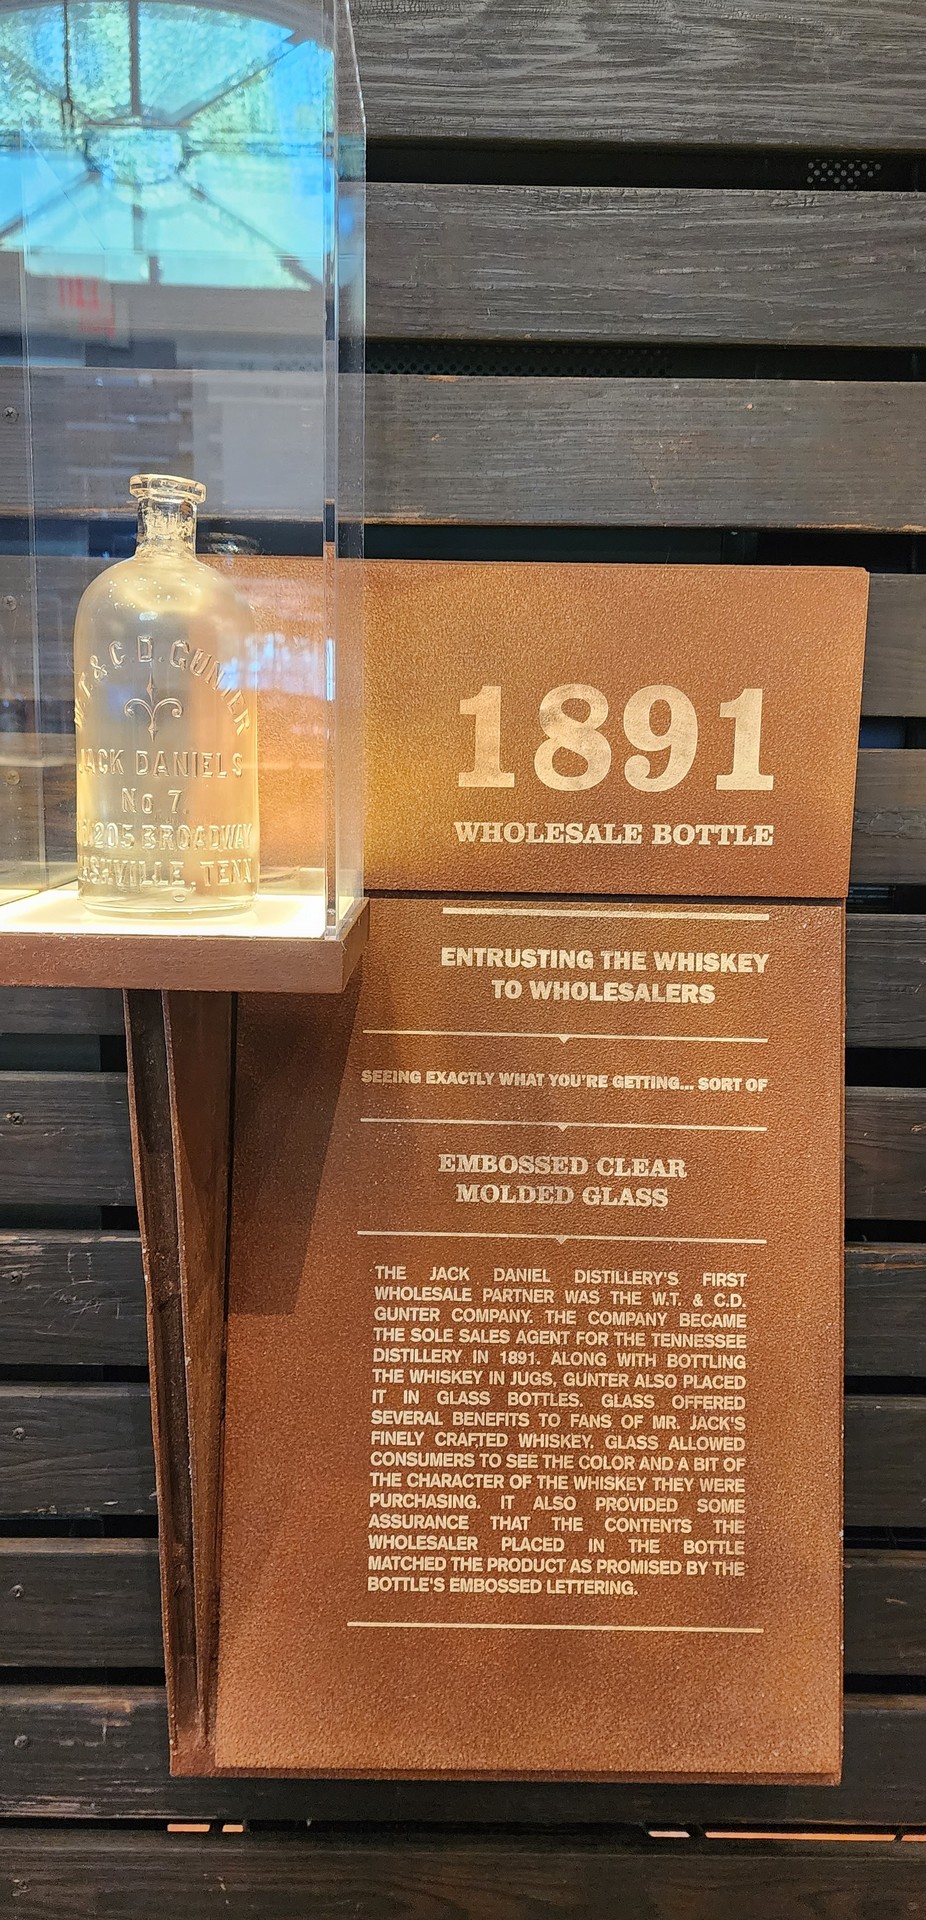 W.T. & C.D. GUNTER
JACK DANIELS
No. 7.
205 BROADWAY
NASHVILLE, TENN
1891
WHOLESALE BOTTLE
ENTRUSTING THE WHISKEY
TO WHOLESALERS
SEEING EXACTLY WHAT YOU'RE GETTING... SORT OF
EMBOSSED CLEAR
MOLDED GLASS
THE JACK DANIEL DISTILLERY'S FIRST
WHOLESALE PARTNER WAS THE W.T. & C.D.
GUNTER COMPANY. THE COMPANY BECAME
THE SOLE SALES AGENT FOR THE TENNESSEE
DISTILLERY IN 1891. ALONG WITH BOTTLING
THE WHISKEY IN JUGS, GUNTER ALSO PLACED
IT IN GLASS BOTTLES. GLASS OFFERED
SEVERAL BENEFITS TO FANS OF MR. JACK'S
FINELY CRAFTED WHISKEY. GLASS ALLOWED
CONSUMERS TO SEE THE COLOR AND A BIT OF
THE CHARACTER OF THE WHISKEY THEY WERE
PURCHASING. IT ALSO PROVIDED SOME
ASSURANCE THAT THE CONTENTS THE
WHOLESALER PLACED IN THE BOTTLE
MATCHED THE PRODUCT AS PROMISED BY THE
BOTTLE'S EMBOSSED LETTERING.